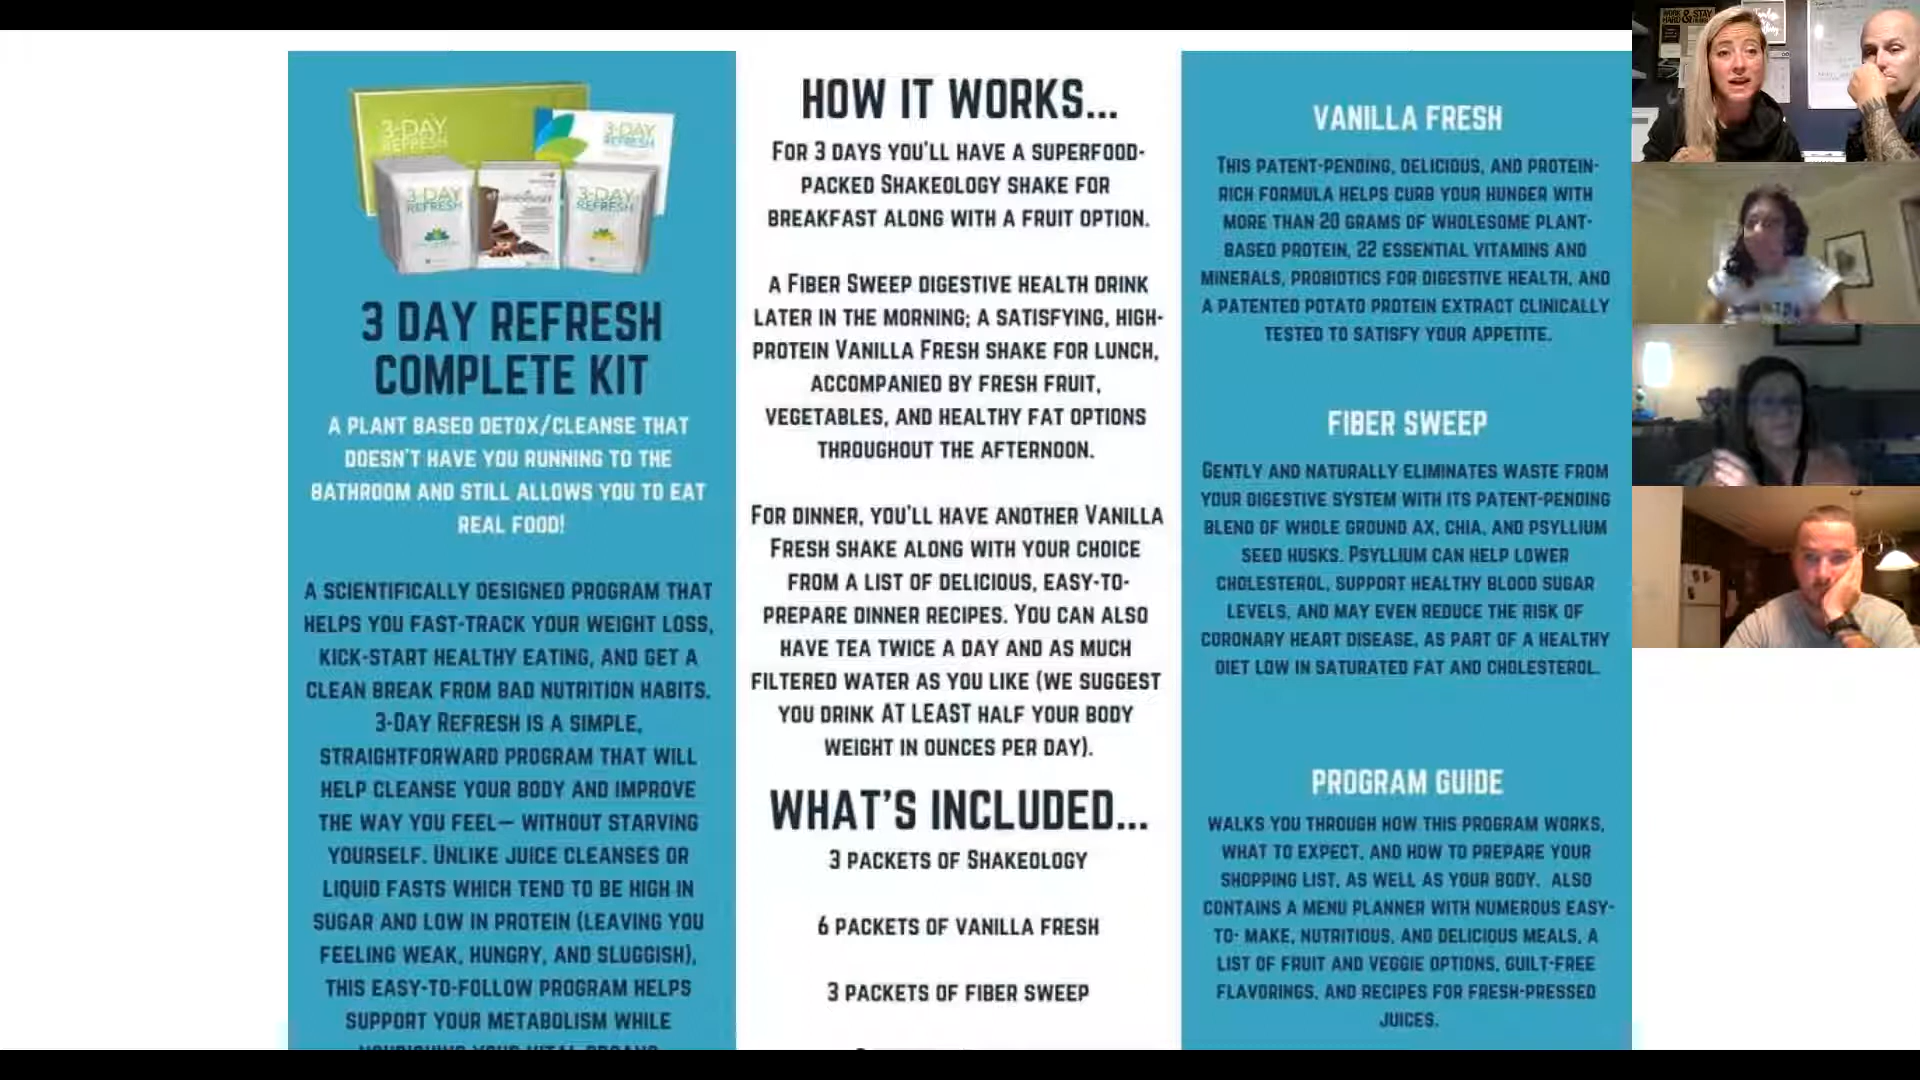 3-DAY
REFRESH
3-DAY
REFRESH
3-DAY
REFRESH
3-DAY
REFRESH
3 DAY REFRESH
COMPLETE KIT
A PLANT BASED DETOX/CLEANSE THAT
DOESN'T HAVE YOU RUNNING TO THE
BATHROOM AND STILL ALLOWS YOU TO EAT
REAL FOOD!
A SCIENTIFICALLY DESIGNED PROGRAM THAT
HELPS YOU FAST-TRACK YOUR WEIGHT LOSS,
KICK-START HEALTHY EATING, AND GET A
CLEAN BREAK FROM BAD NUTRITION HABITS.
3-DAY REFRESH IS A SIMPLE,
STRAIGHTFORWARD PROGRAM THAT WILL
HELP CLEANSE YOUR BODY AND IMPROVE
THE WAY YOU FEEL— WITHOUT STARVING
YOURSELF. UNLIKE JUICE CLEANSES OR
LIQUID FASTS WHICH TEND TO BE HIGH IN
SUGAR AND LOW IN PROTEIN (LEAVING YOU
FEELING WEAK, HUNGRY, AND SLUGGISH),
THIS EASY-TO-FOLLOW PROGRAM HELPS
SUPPORT YOUR METABOLISM WHILE
NOURISHING YOUR VITAL ORGANS
HOW IT WORKS...
FOR 3 DAYS YOU'LL HAVE A SUPERFOOD-
PACKED SHAKEOLOGY SHAKE FOR
BREAKFAST ALONG WITH A FRUIT OPTION.
A FIBER SWEEP DIGESTIVE HEALTH DRINK
LATER IN THE MORNING; A SATISFYING, HIGH-
PROTEIN VANILLA FRESH SHAKE FOR LUNCH,
ACCOMPANIED BY FRESH FRUIT,
VEGETABLES, AND HEALTHY FAT OPTIONS
THROUGHOUT THE AFTERNOON.
FOR DINNER, YOU'LL HAVE ANOTHER VANILLA
FRESH SHAKE ALONG WITH YOUR CHOICE
FROM A LIST OF DELICIOUS, EASY-TO-
PREPARE DINNER RECIPES. YOU CAN ALSO
HAVE TEA TWICE A DAY AND AS MUCH
FILTERED WATER AS YOU LIKE (WE SUGGEST
YOU DRINK AT LEAST HALF YOUR BODY
WEIGHT IN OUNCES PER DAY).
WHAT'S INCLUDED...
3 PACKETS OF SHAKEOLOGY
6 PACKETS OF VANILLA FRESH
3 PACKETS OF FIBER SWEEP
VANILLA FRESH
THIS PATENT-PENDING, DELICIOUS, AND PROTEIN-
RICH FORMULA HELPS CURB YOUR HUNGER WITH
MORE THAN 20 GRAMS OF WHOLESOME PLANT-
BASED PROTEIN, 22 ESSENTIAL VITAMINS AND
MINERALS, PROBIOTICS FOR DIGESTIVE HEALTH, AND
A PATENTED POTATO PROTEIN EXTRACT CLINICALLY
TESTED TO SATISFY YOUR APPETITE.
FIBER SWEEP
GENTLY AND NATURALLY ELIMINATES WASTE FROM
YOUR DIGESTIVE SYSTEM WITH ITS PATENT-PENDING
BLEND OF WHOLE GROUND AX, CHIA, AND PSYLLIUM
SEED HUSKS. PSYLLIUM CAN HELP LOWER
CHOLESTEROL, SUPPORT HEALTHY BLOOD SUGAR
LEVELS, AND MAY EVEN REDUCE THE RISK OF
CORONARY HEART DISEASE, AS PART OF A HEALTHY
DIET LOW IN SATURATED FAT AND CHOLESTEROL.
PROGRAM GUIDE
WALKS YOU THROUGH HOW THIS PROGRAM WORKS,
WHAT TO EXPECT, AND HOW TO PREPARE YOUR
SHOPPING LIST, AS WELL AS YOUR BODY. ALSO
CONTAINS A MENU PLANNER WITH NUMEROUS EASY-
TO- MAKE, NUTRITIOUS, AND DELICIOUS MEALS, A
LIST OF FRUIT AND VEGGIE OPTIONS, GUILT-FREE
FLAVORINGS, AND RECIPES FOR FRESH-PRESSED
JUICES.
WORK & STAY
HARD